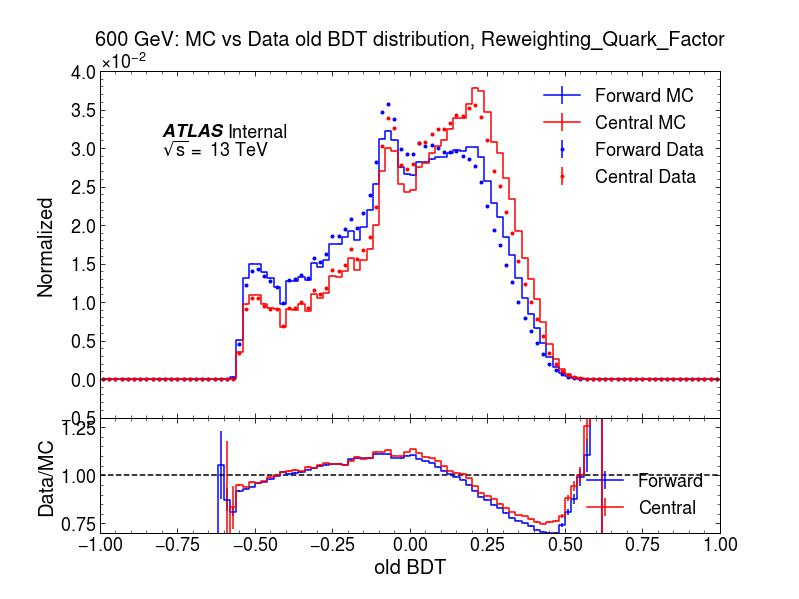 600 GeV: MC vs Data old BDT distribution, Reweighting_Quark_Factor
×10⁻²
4.0
3.5
3.0
2.5
2.0
1.5
1.0
0.5
0.0
−0.5
Normalized
ATLAS Internal
√s = 13 TeV
Forward MC
Central MC
Forward Data
Central Data
1.25
1.00
0.75
Data/MC
Forward
Central
−1.00 −0.75 −0.50 −0.25 0.00 0.25 0.50 0.75 1.00
old BDT